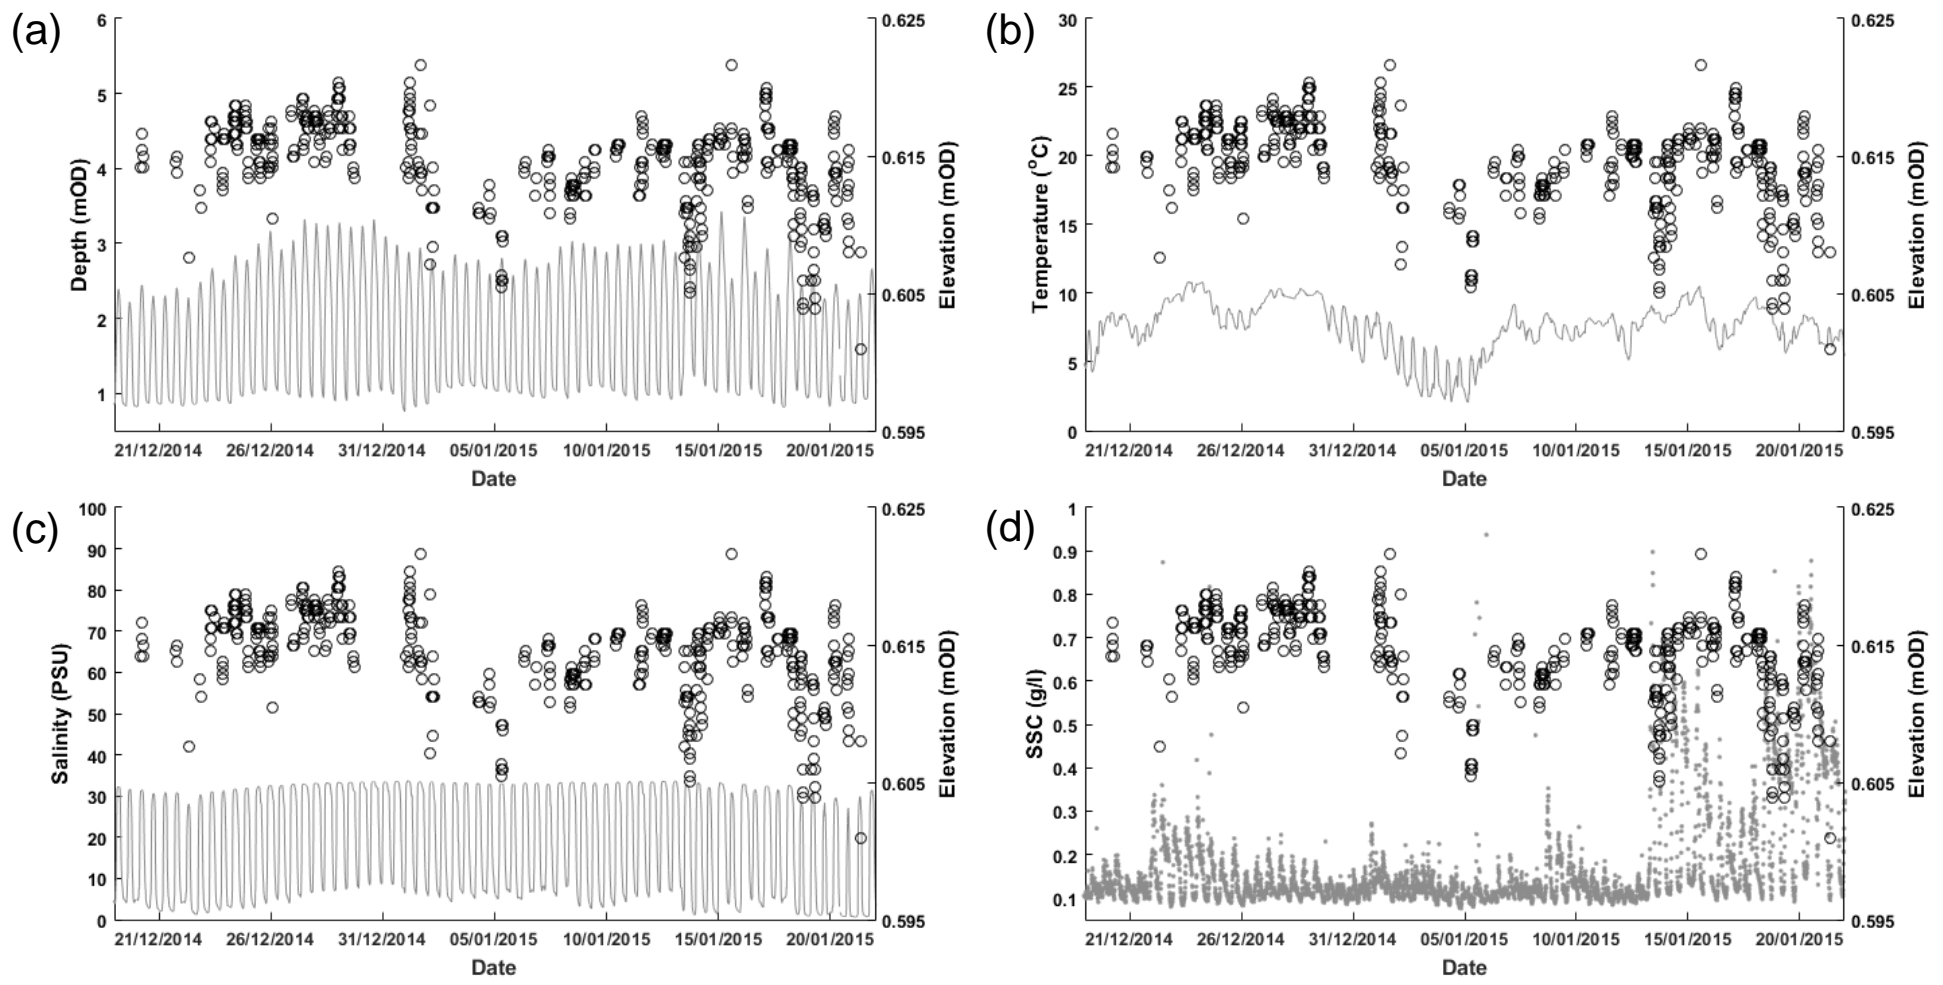 (a)
6
5
4
3
2
1
Depth (mOD)
0.625
0.615
0.605
0.595
Elevation (mOD)
21/12/2014 26/12/2014 31/12/2014 05/01/2015 10/01/2015 15/01/2015 20/01/2015
Date
(b)
30
25
20
15
10
5
0
Temperature (°C)
0.625
0.615
0.605
0.595
Elevation (mOD)
21/12/2014 26/12/2014 31/12/2014 05/01/2015 10/01/2015 15/01/2015 20/01/2015
Date
(c)
100
90
80
70
60
50
40
30
20
10
0
Salinity (PSU)
0.625
0.615
0.605
0.595
Elevation (mOD)
21/12/2014 26/12/2014 31/12/2014 05/01/2015 10/01/2015 15/01/2015 20/01/2015
Date
(d)
1
0.9
0.8
0.7
0.6
0.5
0.4
0.3
0.2
0.1
SSC (g/l)
0.625
0.615
0.605
0.595
Elevation (mOD)
21/12/2014 26/12/2014 31/12/2014 05/01/2015 10/01/2015 15/01/2015 20/01/2015
Date